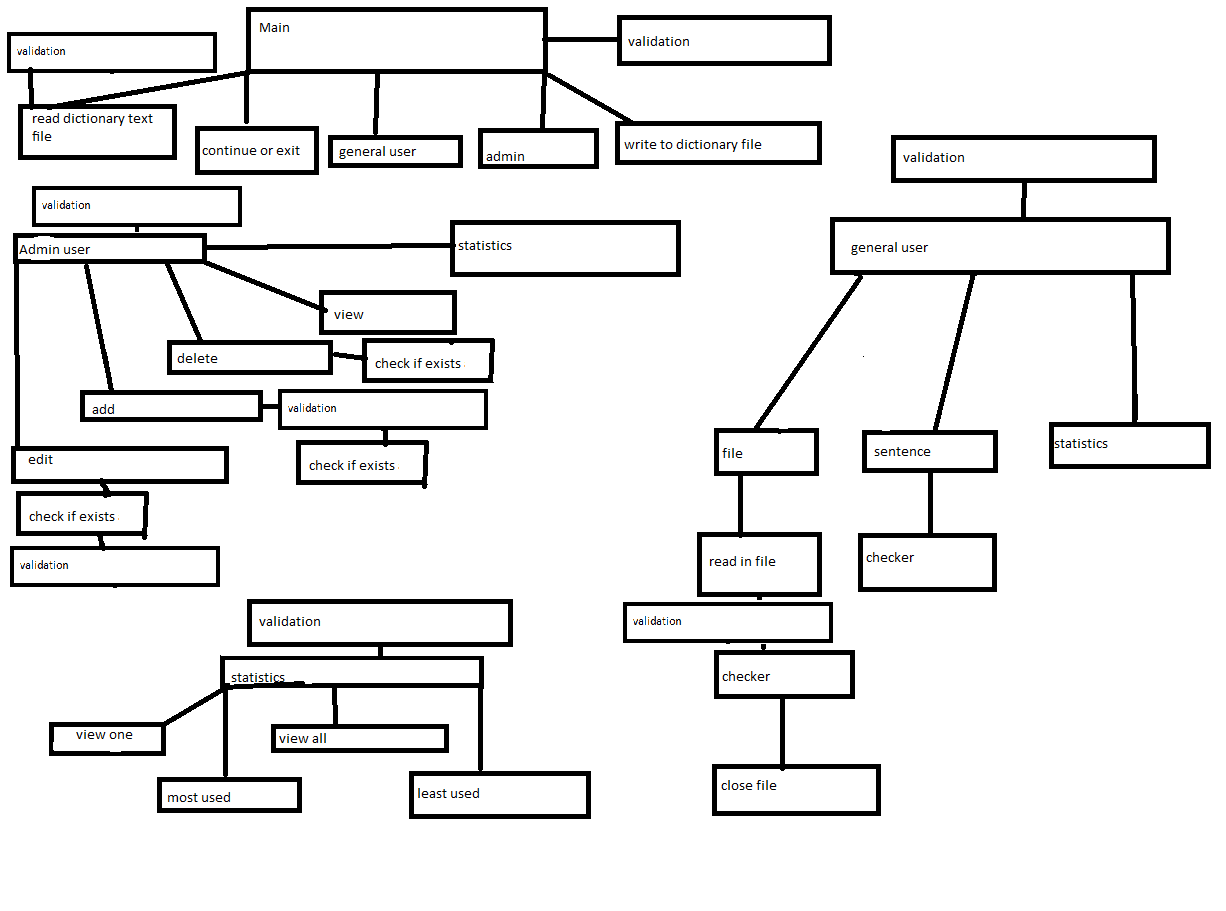 Main
validation
validation
read dictionary text
file
continue or exit
general user
admin
write to dictionary file
validation
Admin user
statistics
view
delete
check if exists
add
validation
check if exists
edit
check if exists
validation
validation
general user
file
sentence
statistics
read in file
checker
validation
checker
close file
validation
statistics
view one
view all
most used
least used